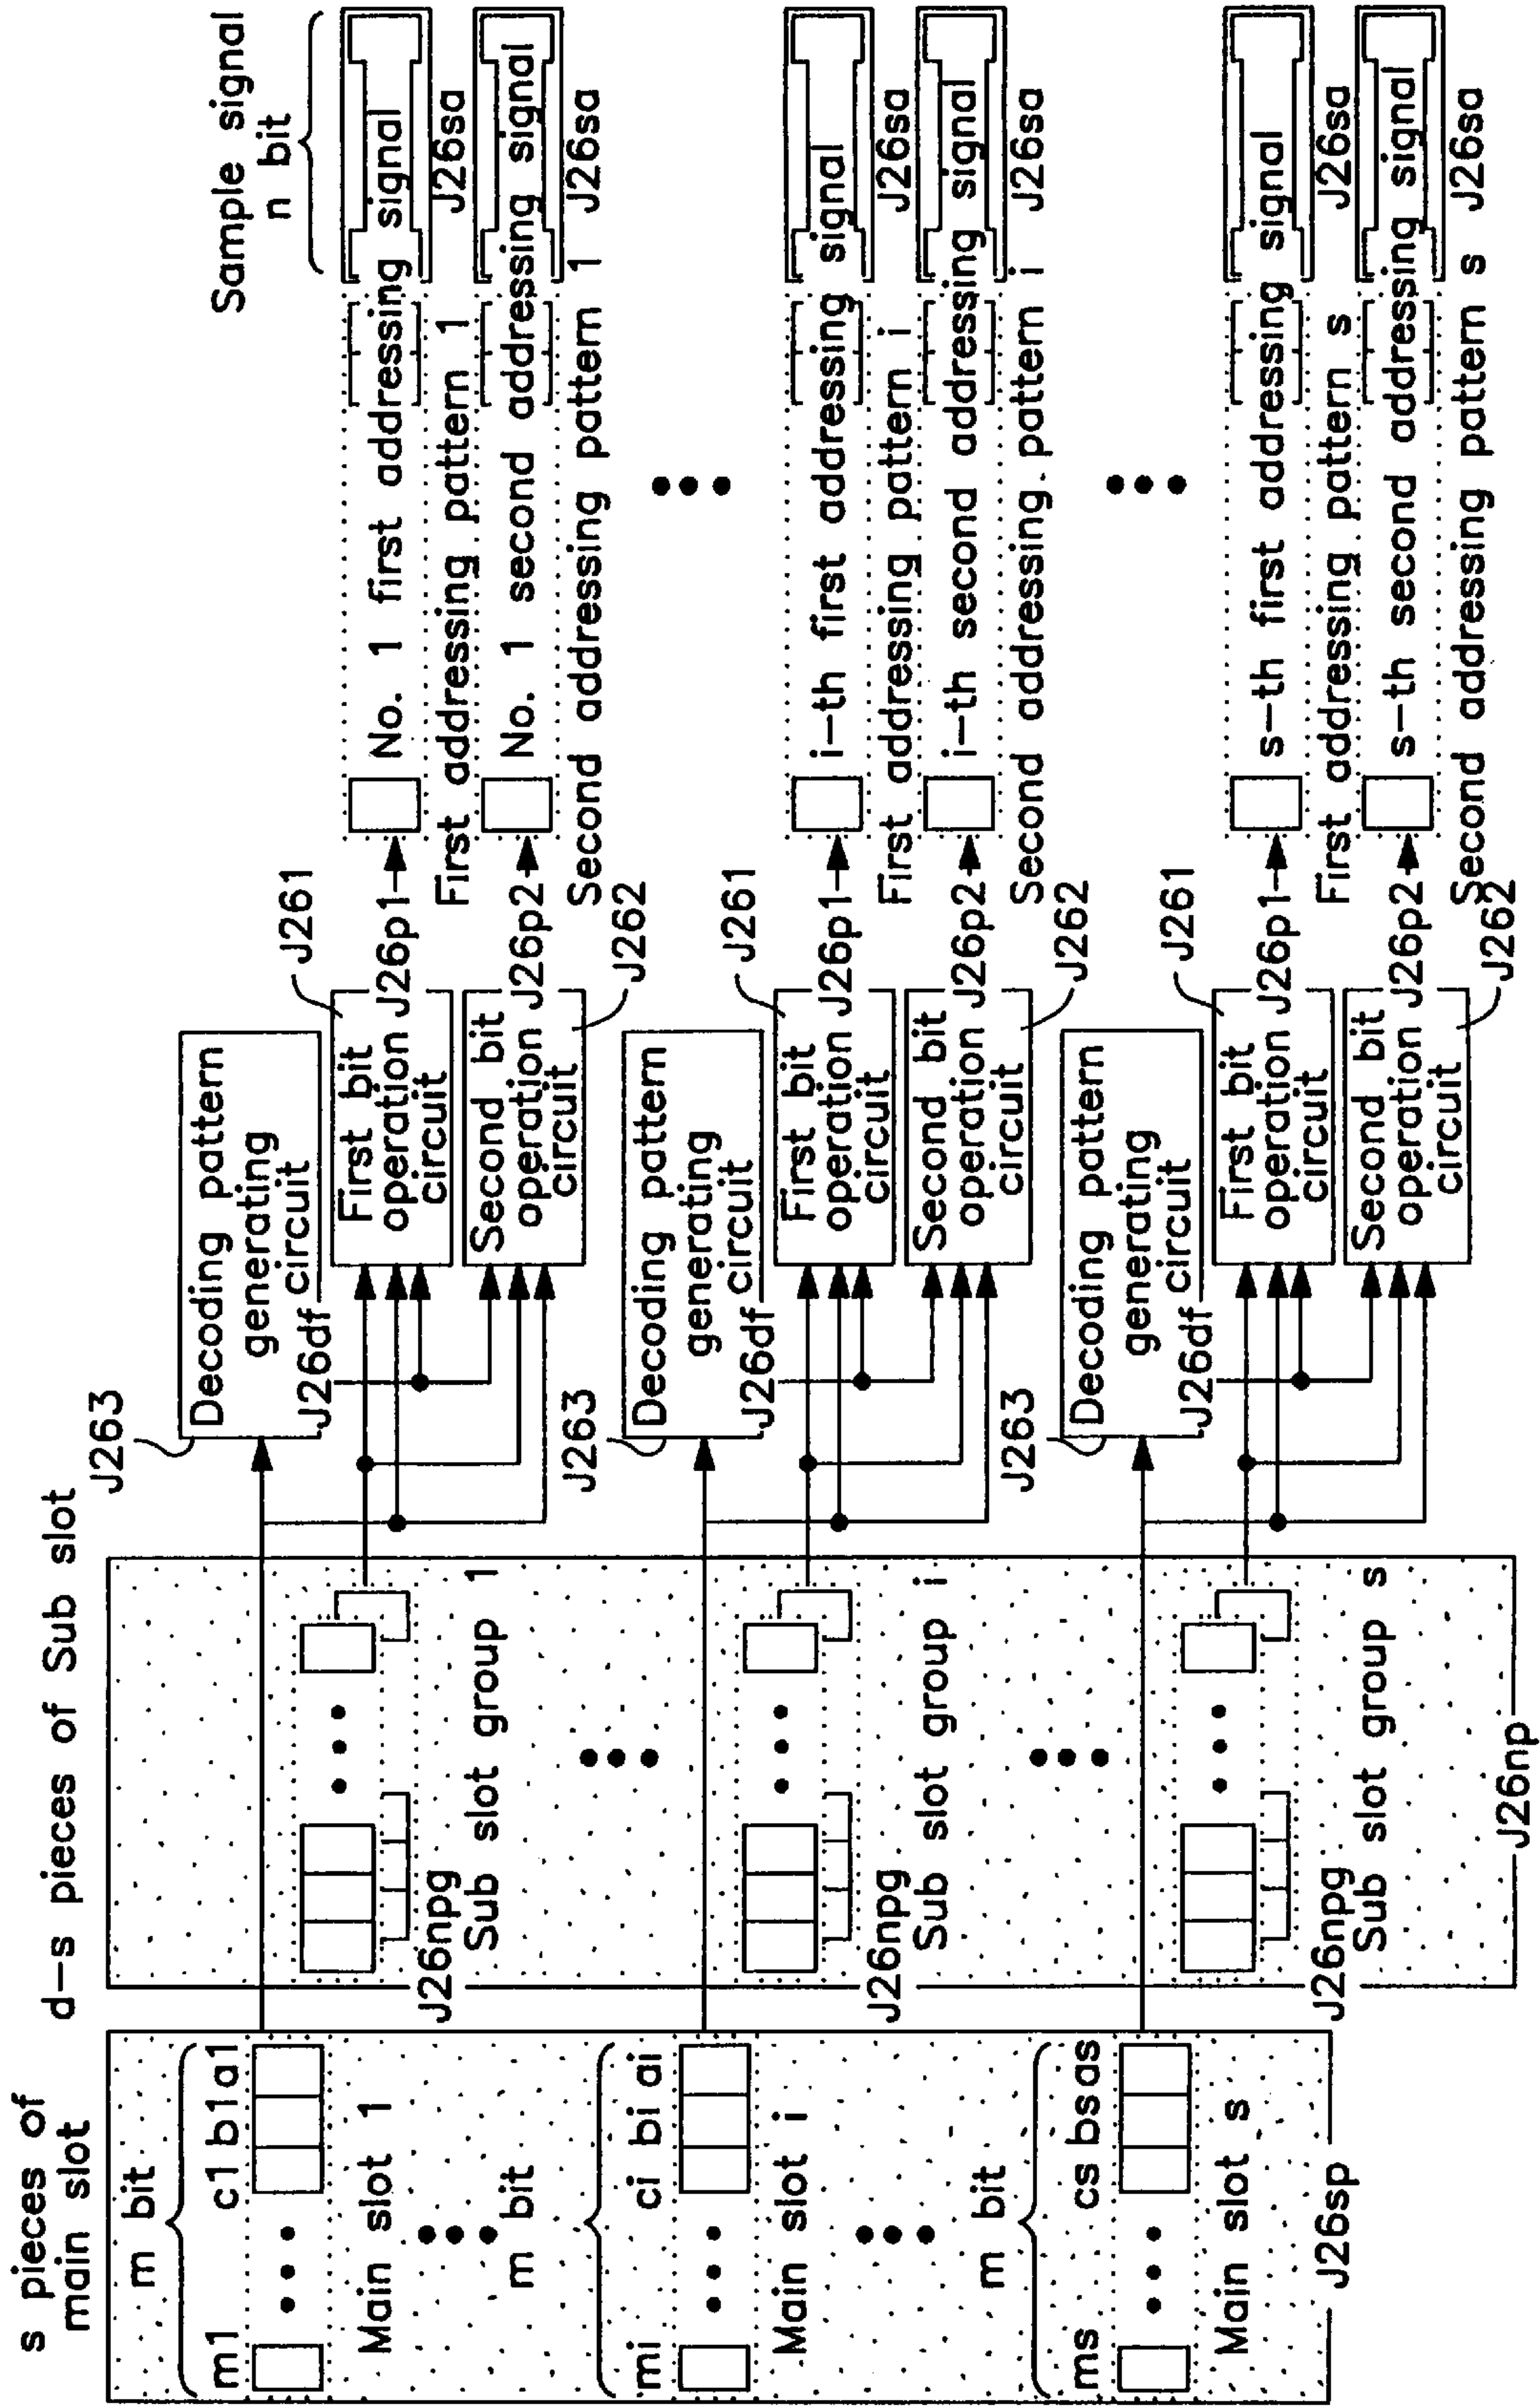 s pieces of
main slot
d-s pieces of Sub slot
Sample signal
n bit
m bit
m1
c1 b1 a1
Main slot 1
m bit
mi
ci bi ai
Main slot i
m bit
ms
cs bs as
Main slot s
J26sp
J26npg
Sub slot group 1
J26npg
Sub slot group i
J26npg
Sub slot group s
J26np
J263
Decoding pattern
generating
circuit
J26df
J261
First bit
operation
circuit
J26p1
Second bit
operation
circuit
J26p2
J262
No. 1 first addressing signal
J26sa
First addressing pattern 1
No. 1 second addressing signal
J26sa
Second addressing pattern 1
J263
Decoding pattern
generating
circuit
J26df
J261
First bit
operation
circuit
J26p1
Second bit
operation
circuit
J26p2
J262
i-th first addressing signal
J26sa
First addressing pattern i
i-th second addressing signal
J26sa
Second addressing pattern i
J263
Decoding pattern
generating
circuit
J26df
J261
First bit
operation
circuit
J26p1
Second bit
operation
circuit
J26p2
J262
s-th first addressing signal
J26sa
First addressing pattern s
s-th second addressing signal
J26sa
Second addressing pattern s